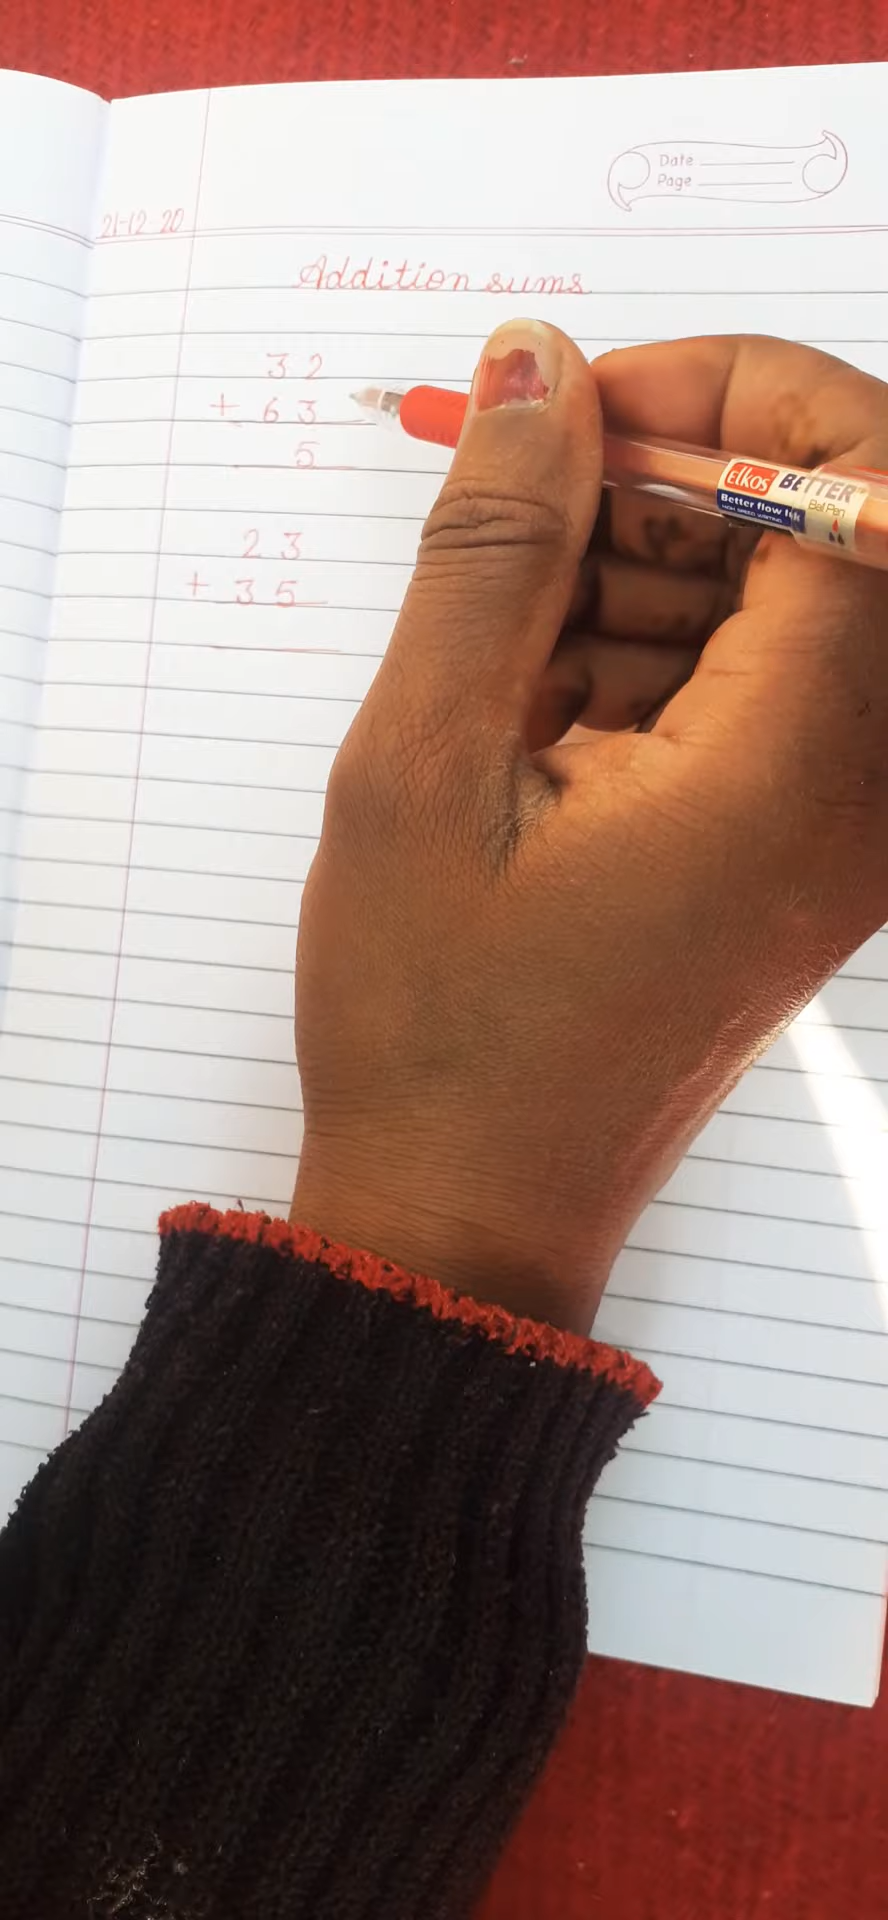 Date
Page
21-12-20
Addition sums
32
+ 63
5
23
+ 35
Elkos BETTER
Better flow Ink
Ball Pen